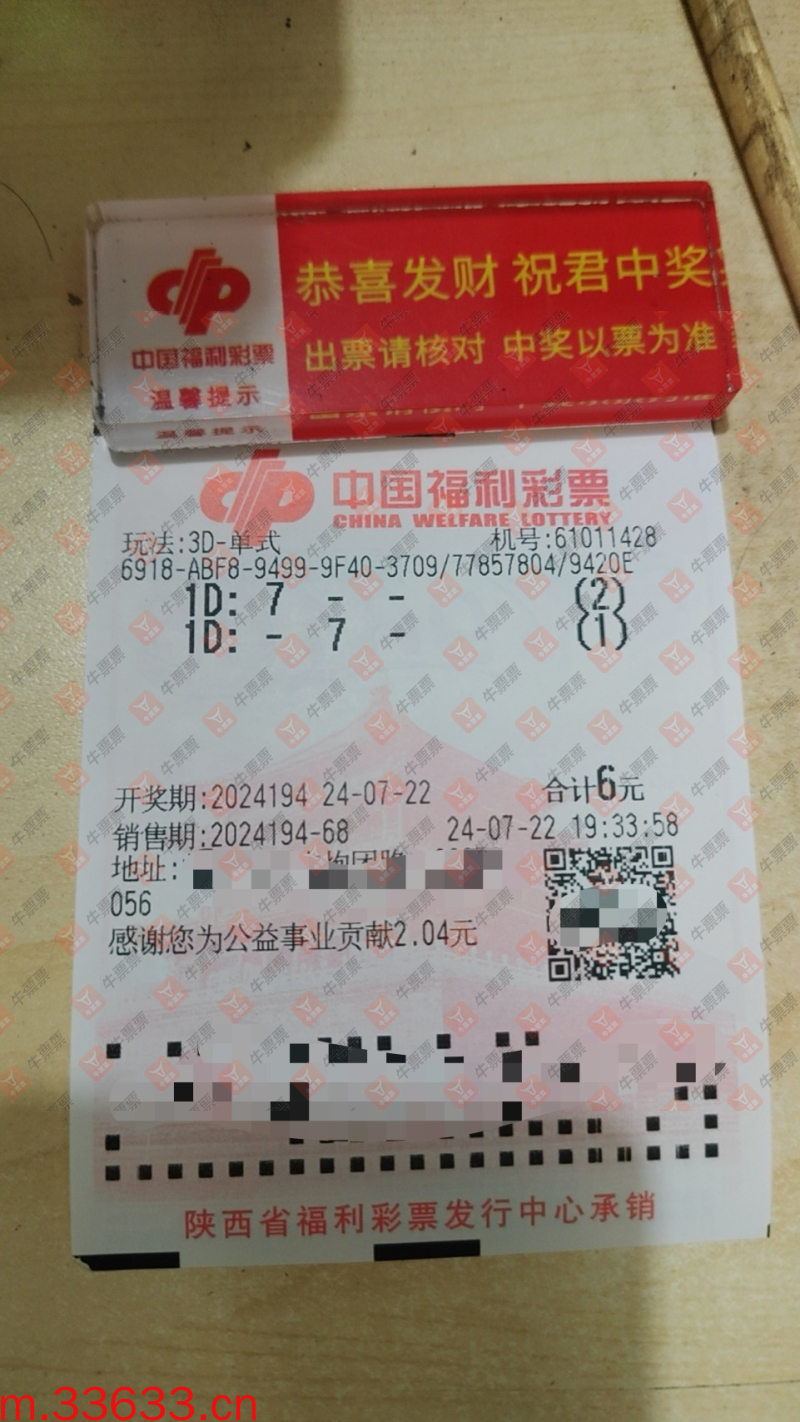 恭喜发财 祝君中奖
中国福利彩票
出票请核对 中奖以票为准
温馨提示
中国福利彩票
CHINA WELFARE LOTTERY
玩法:3D-单式 机号:61011428
6918-ABF8-9499-9F40-3709/77857804/9420E
1D: 7 - - (2)
1D: - 7 - (1)
开奖期:2024194 24-07-22 合计6元
销售期:2024194-68 24-07-22 19:33:58
地址:
056
感谢您为公益事业贡献2.04元
陕西省福利彩票发行中心承销
牛票票
m.33633.cn